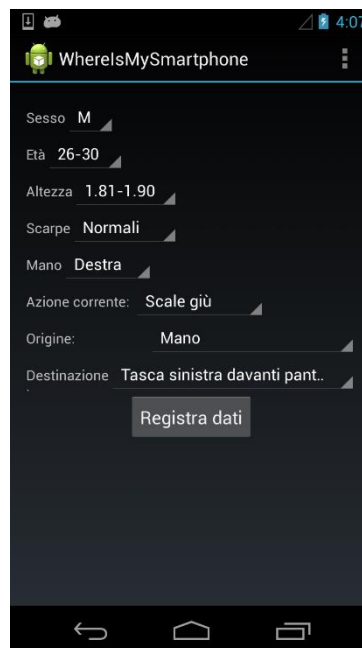 4:07
WhereIsMySmartphone
Sesso M
Età 26-30
Altezza 1.81-1.90
Scarpe Normali
Mano Destra
Azione corrente: Scale giù
Origine: Mano
Destinazione Tasca sinistra davanti pant..
Registra dati